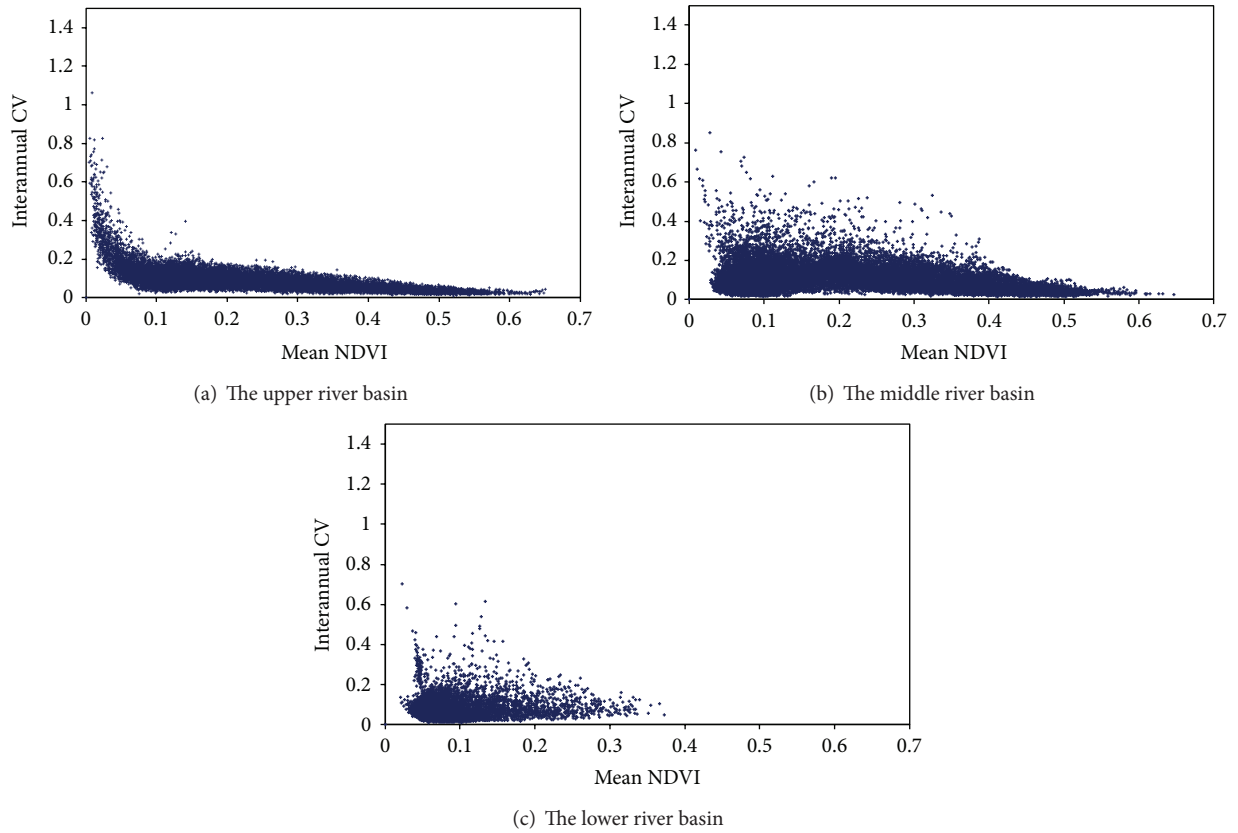 1.4
1.2
1
0.8
0.6
0.4
0.2
0
Interannual CV
0 0.1 0.2 0.3 0.4 0.5 0.6 0.7
Mean NDVI
(a) The upper river basin
1.4
1.2
1
0.8
0.6
0.4
0.2
0
Interannual CV
0 0.1 0.2 0.3 0.4 0.5 0.6 0.7
Mean NDVI
(b) The middle river basin
1.4
1.2
1
0.8
0.6
0.4
0.2
0
Interannual CV
0 0.1 0.2 0.3 0.4 0.5 0.6 0.7
Mean NDVI
(c) The lower river basin